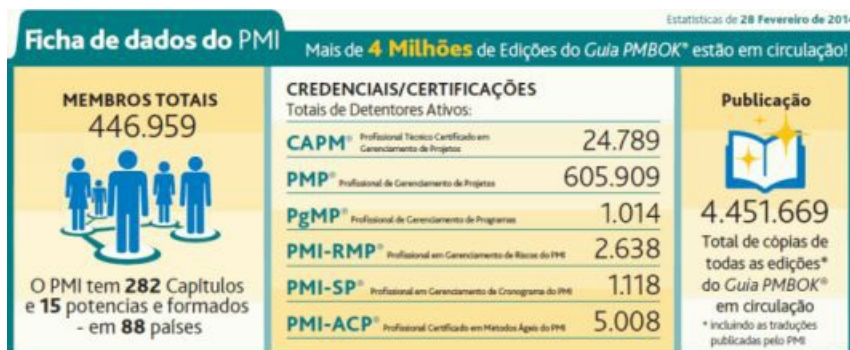 Estatísticas de 28 Fevereiro de 2014
Ficha de dados do PMI
Mais de 4 Milhões de Edições do Guia PMBOK® estão em circulação!
MEMBROS TOTAIS
446.959
O PMI tem 282 Capítulos
e 15 potencias e formados
- em 88 países
CREDENCIAIS/CERTIFICAÇÕES
Totais de Detentores Ativos:
CAPM® Profissional Técnico Certificado em
Gerenciamento de Projetos
24.789
PMP® Profissional de Gerenciamento de Projetos 605.909
PgMP® Profissional de Gerenciamento de Programas 1.014
PMI-RMP® Profissional em Gerenciamento de Riscos do PMI 2.638
PMI-SP® Profissional em Gerenciamento de Cronograma do PMI 1.118
PMI-ACP® Profissional Certificado em Métodos Ágeis do PMI 5.008
Publicação
4.451.669
Total de cópias de
todas as edições*
do Guia PMBOK®
em circulação
* incluindo as traduções
publicadas pelo PMI